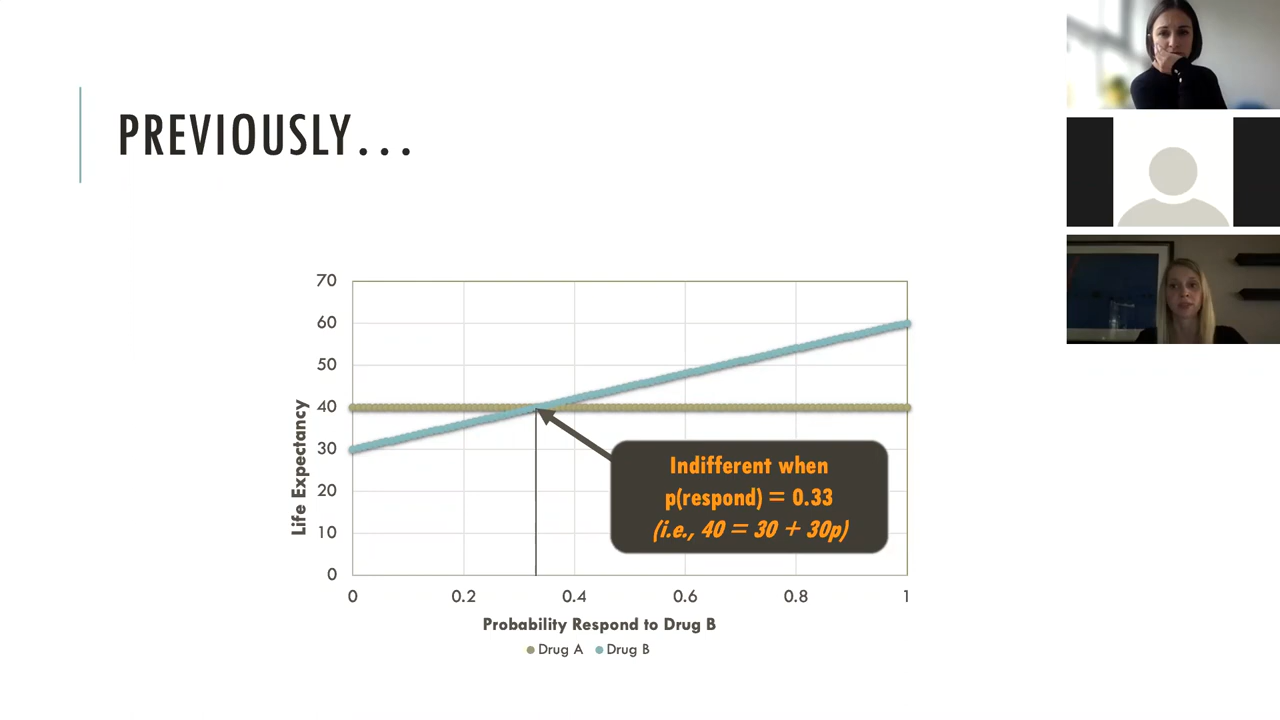 PREVIOUSLY...
70
60
50
40
30
20
10
0
Life Expectancy
Indifferent when
p(respond) = 0.33
(i.e., 40 = 30 + 30p)
0 0.2 0.4 0.6 0.8 1
Probability Respond to Drug B
Drug A Drug B